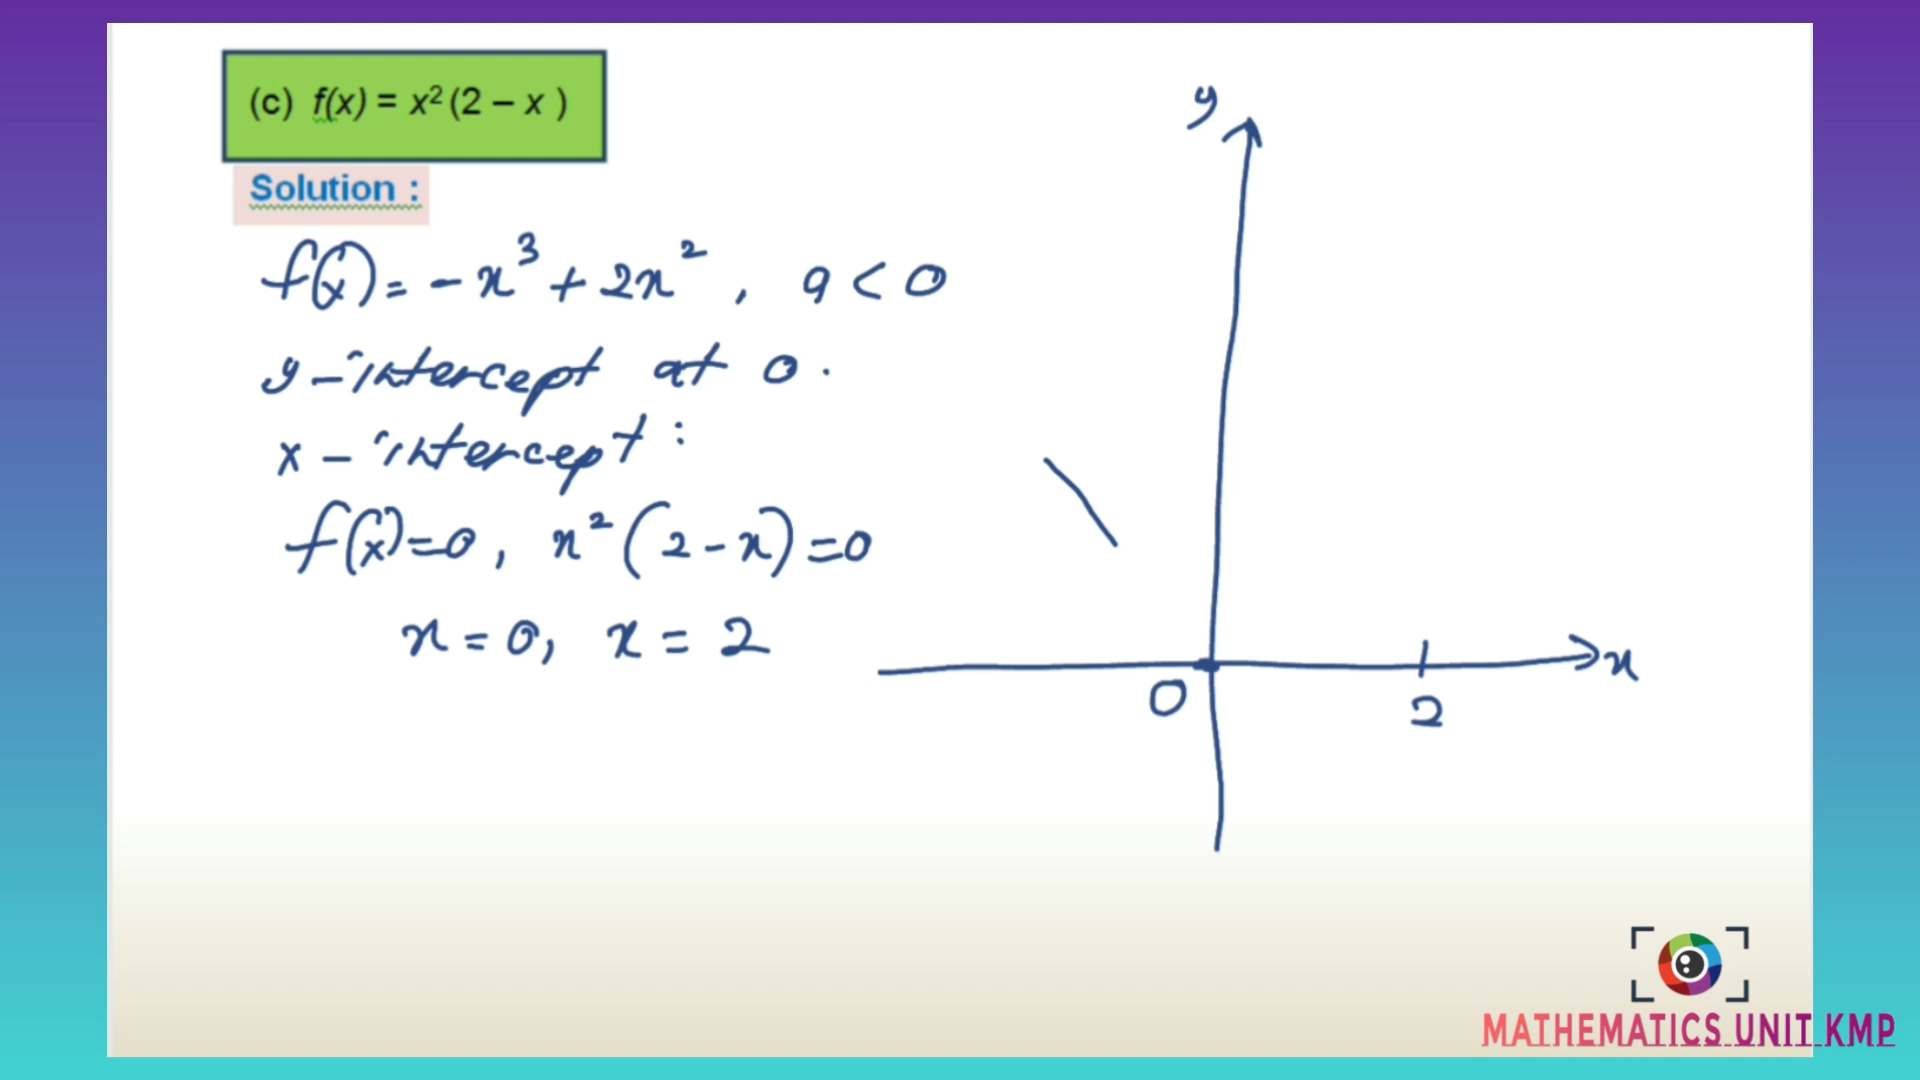 (c) f(x) = x² (2 – x )
Solution :
f(x) = -x³ + 2x² , a < 0
y - intercept at 0 .
x - intercept :
f(x) = 0 , x² (2 - x) = 0
x = 0, x = 2
y
x
0
2
MATHEMATICS UNIT KMP